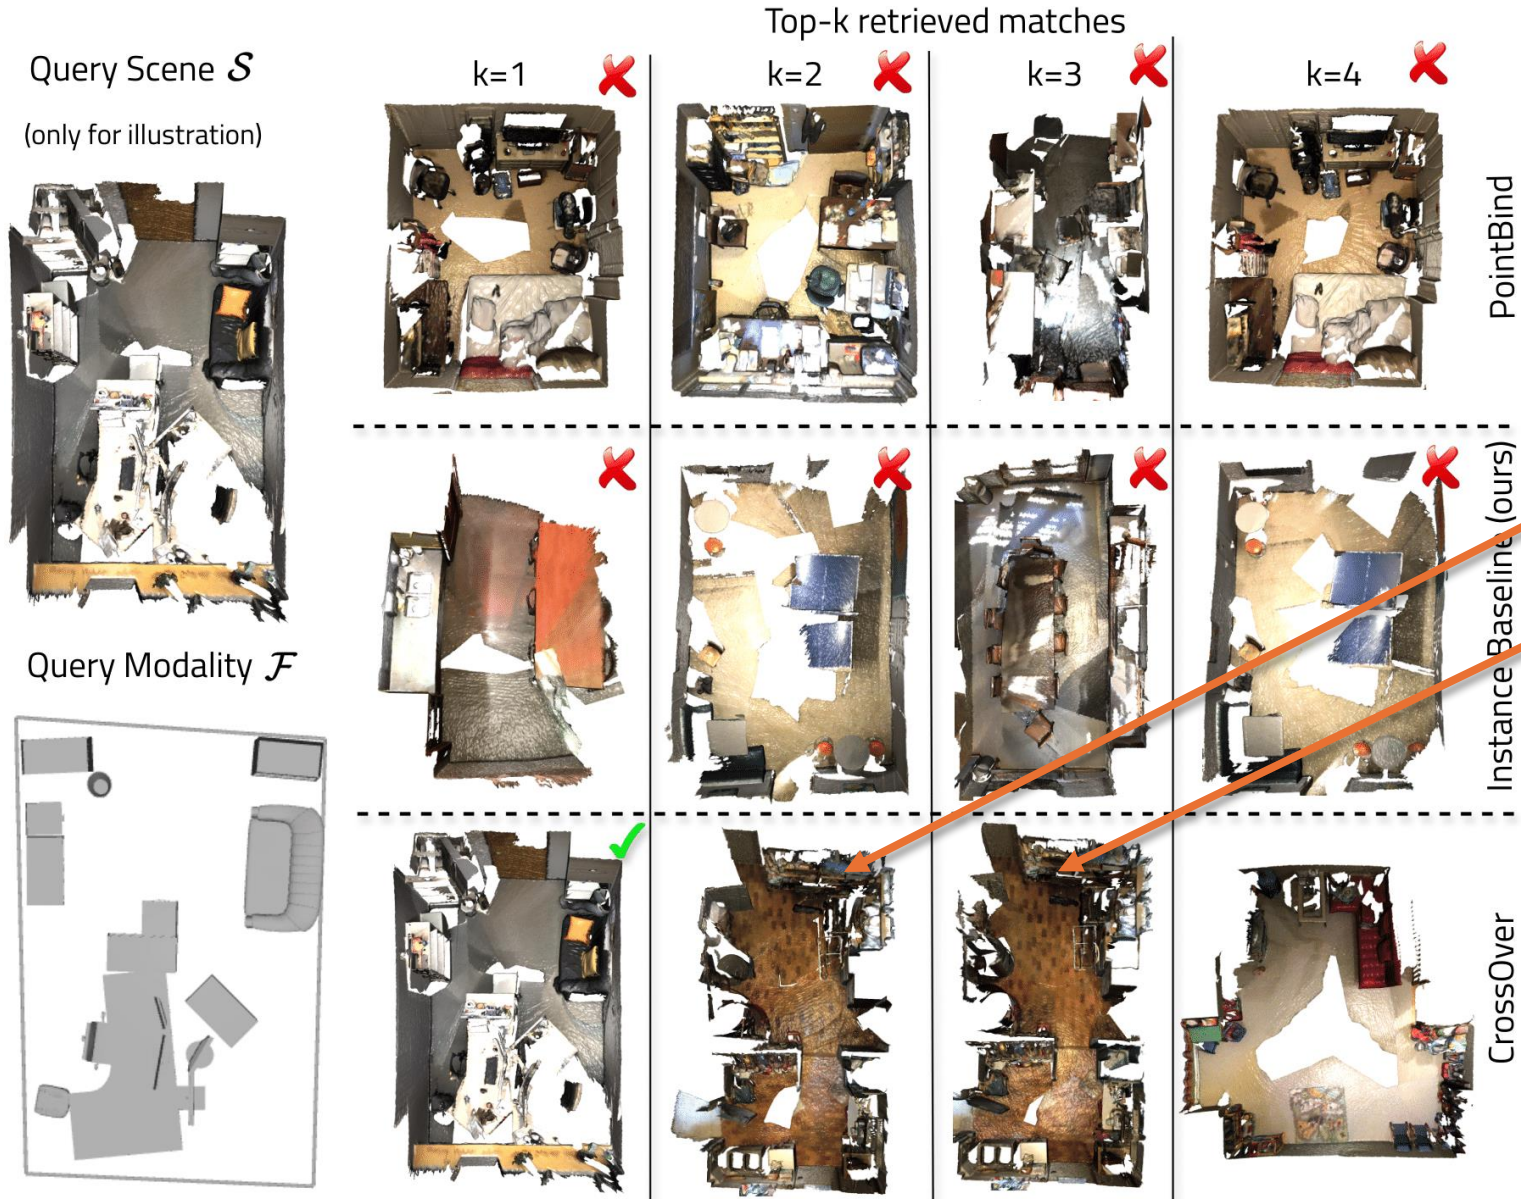 Top-k retrieved matches
Query Scene S
(only for illustration)
k=1
k=2
k=3
k=4
PointBind
Instance Baseline (ours)
Query Modality F
CrossOver